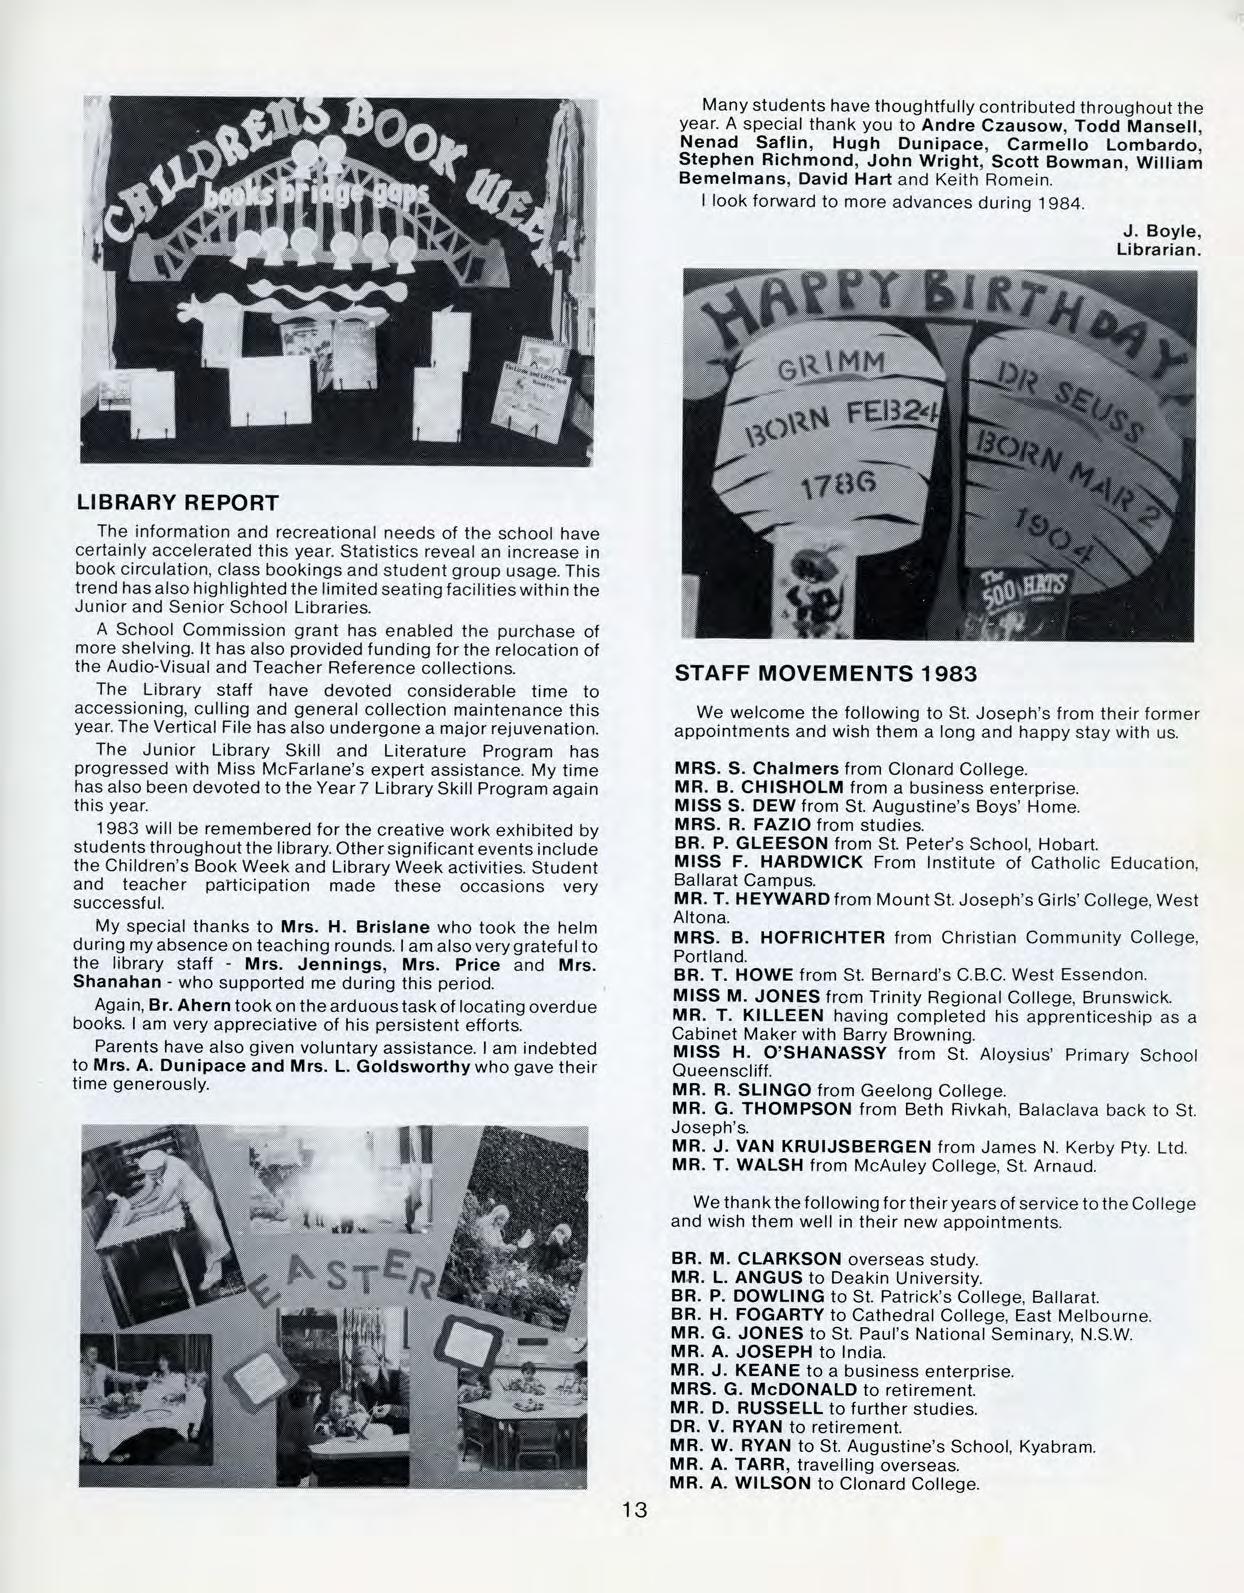 CHILDREN'S BOOK WEEK
books bridge gaps
LIBRARY REPORT
The information and recreational needs of the school have
certainly accelerated this year. Statistics reveal an increase in
book circulation, class bookings and student group usage. This
trend has also highlighted the limited seating facilities within the
Junior and Senior School Libraries.
A School Commission grant has enabled the purchase of
more shelving. It has also provided funding for the relocation of
the Audio-Visual and Teacher Reference collections.
The Library staff have devoted considerable time to
accessioning, culling and general collection maintenance this
year. The Vertical File has also undergone a major rejuvenation.
The Junior Library Skill and Literature Program has
progressed with Miss McFarlane's expert assistance. My time
has also been devoted to the Year 7 Library Skill Program again
this year.
1983 will be remembered for the creative work exhibited by
students throughout the library. Other significant events include
the Children's Book Week and Library Week activities. Student
and teacher participation made these occasions very
successful.
My special thanks to Mrs. H. Brislane who took the helm
during my absence on teaching rounds. I am also very grateful to
the library staff - Mrs. Jennings, Mrs. Price and Mrs.
Shanahan - who supported me during this period.
Again, Br. Ahern took on the arduous task of locating overdue
books. I am very appreciative of his persistent efforts.
Parents have also given voluntary assistance. I am indebted
to Mrs. A. Dunipace and Mrs. L. Goldsworthy who gave their
time generously.
EASTER
Many students have thoughtfully contributed throughout the
year. A special thank you to Andre Czausow, Todd Mansell,
Nenad Saflin, Hugh Dunipace, Carmello Lombardo,
Stephen Richmond, John Wright, Scott Bowman, William
Bemelmans, David Hart and Keith Romein.
I look forward to more advances during 1984.
J. Boyle,
Librarian.
HAPPY BIRTHDAY
GRIMM
BORN FEB 24
1786
DR SEUSS
BORN MAR 2
1904
The
500 HATS
STAFF MOVEMENTS 1983
We welcome the following to St. Joseph's from their former
appointments and wish them a long and happy stay with us.
MRS. S. Chalmers from Clonard College.
MR. B. CHISHOLM from a business enterprise.
MISS S. DEW from St. Augustine's Boys' Home.
MRS. R. FAZIO from studies.
BR. P. GLEESON from St. Peter's School, Hobart.
MISS F. HARDWICK From Institute of Catholic Education,
Ballarat Campus.
MR. T. HEYWARD from Mount St. Joseph's Girls' College, West
Altona.
MRS. B. HOFRICHTER from Christian Community College,
Portland.
BR. T. HOWE from St. Bernard's C.B.C. West Essendon.
MISS M. JONES from Trinity Regional College, Brunswick.
MR. T. KILLEEN having completed his apprenticeship as a
Cabinet Maker with Barry Browning.
MISS H. O'SHANASSY from St. Aloysius' Primary School
Queenscliff.
MR. R. SLINGO from Geelong College.
MR. G. THOMPSON from Beth Rivkah, Balaclava back to St.
Joseph's.
MR. J. VAN KRUIJSBERGEN from James N. Kerby Pty. Ltd.
MR. T. WALSH from McAuley College, St. Arnaud.
We thank the following for their years of service to the College
and wish them well in their new appointments.
BR. M. CLARKSON overseas study.
MR. L. ANGUS to Deakin University.
BR. P. DOWLING to St. Patrick's College, Ballarat.
BR. H. FOGARTY to Cathedral College, East Melbourne.
MR. G. JONES to St. Paul's National Seminary, N.S.W.
MR. A. JOSEPH to India.
MR. J. KEANE to a business enterprise.
MRS. G. McDONALD to retirement.
MR. D. RUSSELL to further studies.
DR. V. RYAN to retirement.
MR. W. RYAN to St. Augustine's School, Kyabram.
MR. A. TARR, travelling overseas.
MR. A. WILSON to Clonard College.
13